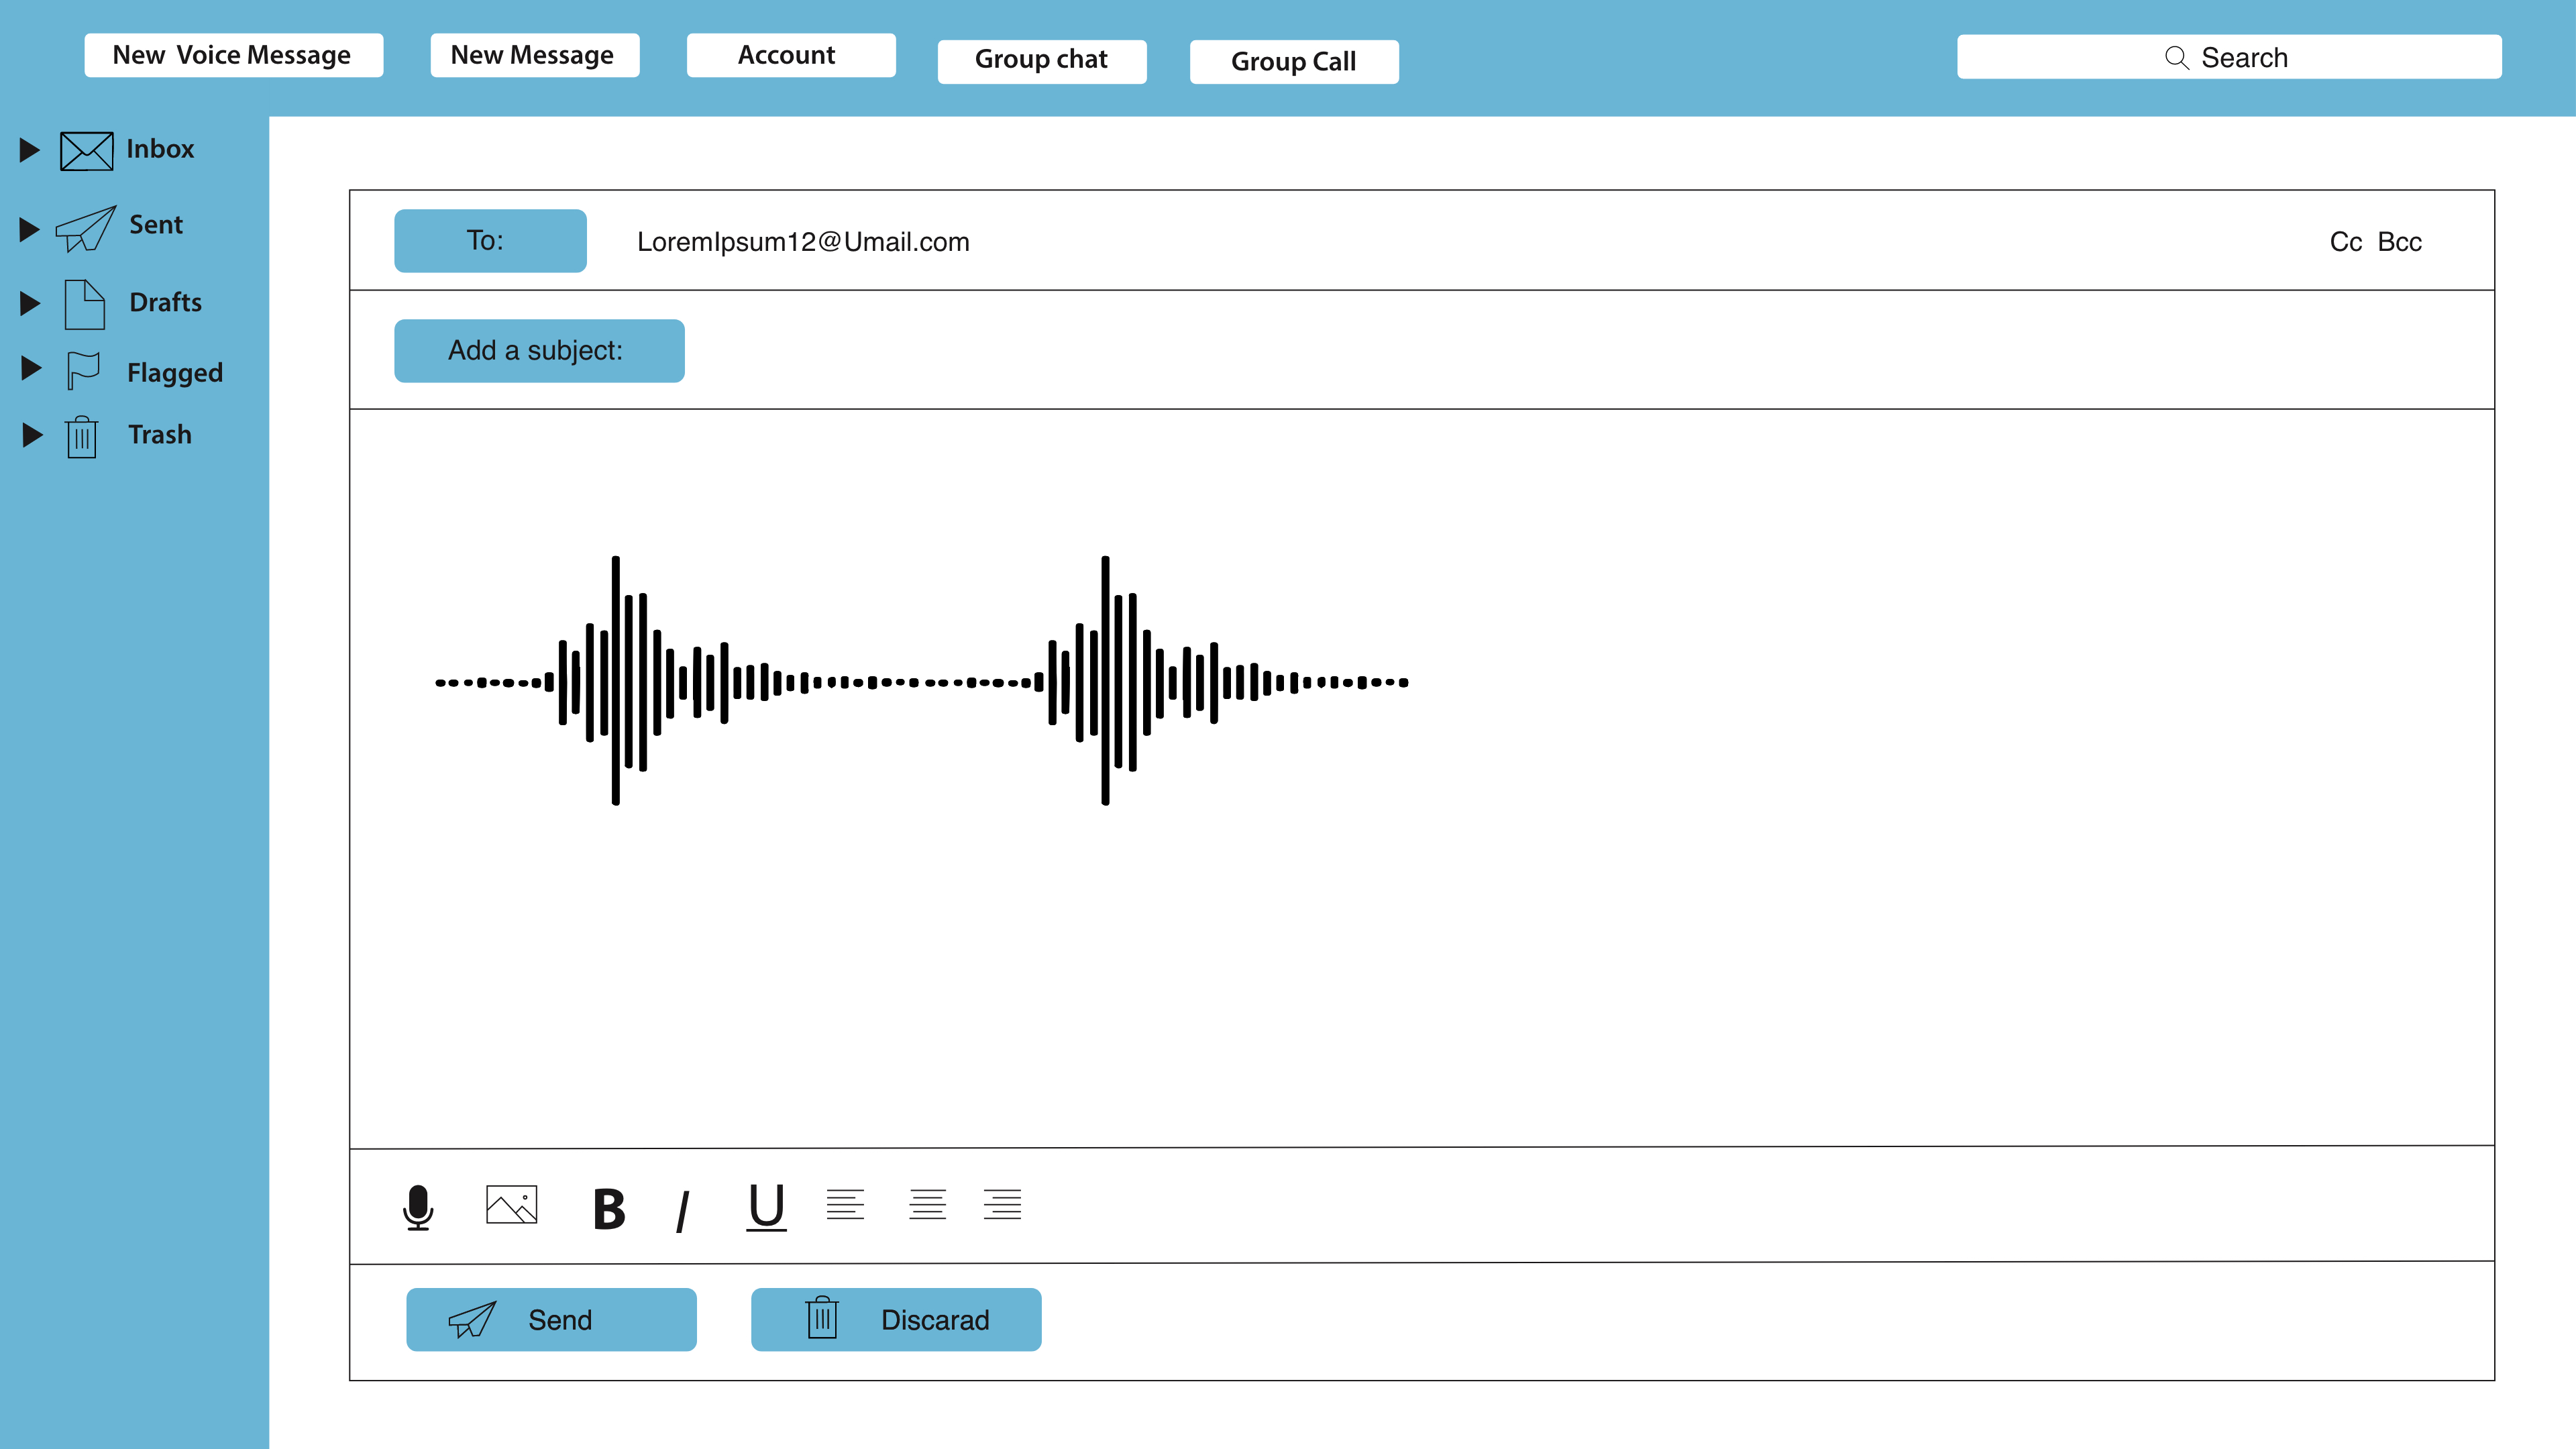 New Voice Message New Message Account Group chat Group Call Search
Inbox
Sent
Drafts
Flagged
Trash
To: LoremIpsum12@Umail.com Cc Bcc
Add a subject:
B I U
Send Discarad